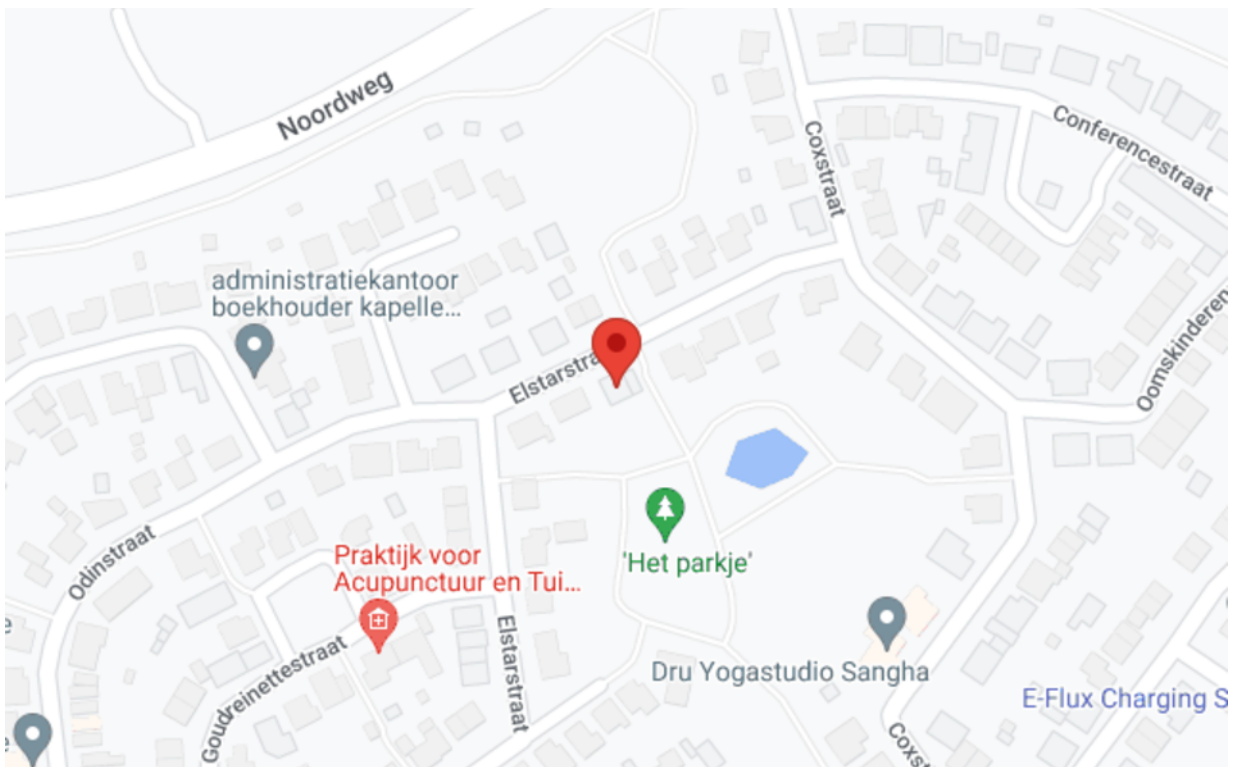 Noordweg
Conferencestraat
Coxstraat
administratiekantoor
boekhouder kapelle...
Oomskinderen
Elstarstra
Odinstraat
Praktijk voor
Acupunctuur en Tui...
'Het parkje'
Elstarstraat
Goudreinettestraat
Dru Yogastudio Sangha
E-Flux Charging S
Coxst
e
e